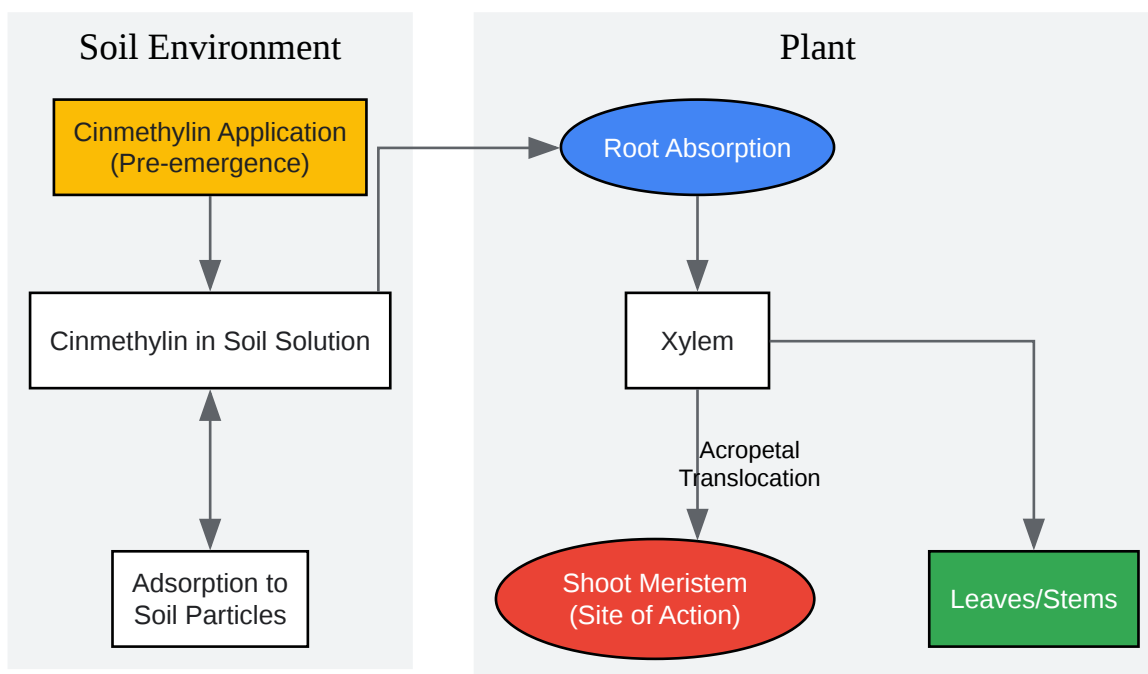 Soil Environment
Cinmethylin Application
(Pre-emergence)
Cinmethylin in Soil Solution
Adsorption to
Soil Particles
Plant
Root Absorption
Xylem
Acropetal
Translocation
Shoot Meristem
(Site of Action)
Leaves/Stems